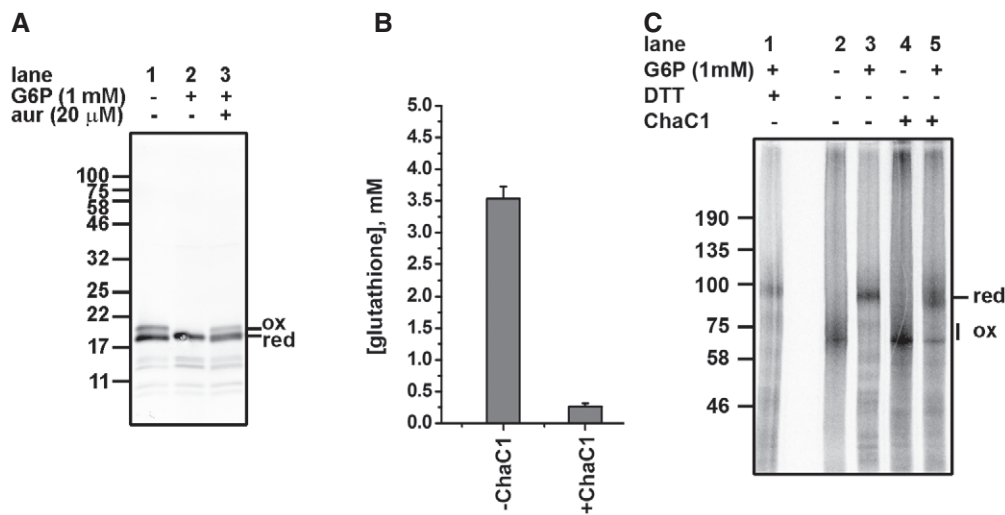 A
lane 1 2 3
G6P (1 mM) - + +
aur (20 μM) - - +
100
75
58
46
32
25
22
17
11
ox
red
B
[glutathione], mM
5.0
4.5
4.0
3.5
3.0
2.5
2.0
1.5
1.0
0.5
0.0
-ChaC1
+ChaC1
C
lane 1 2 3 4 5
G6P (1mM) + - + - +
DTT + - - - -
ChaC1 - - - + +
190
135
100
75
58
46
red
ox